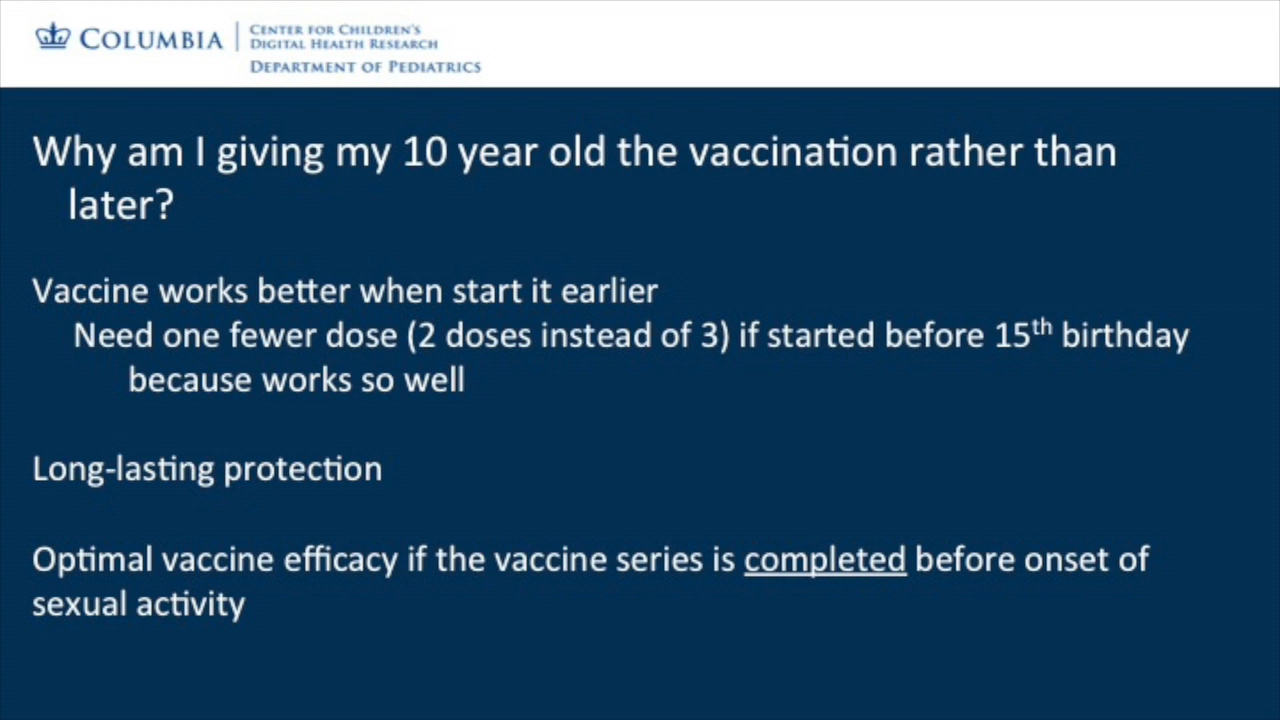 COLUMBIA
CENTER FOR CHILDREN'S
DIGITAL HEALTH RESEARCH
DEPARTMENT OF PEDIATRICS
Why am I giving my 10 year old the vaccination rather than
later?
Vaccine works better when start it earlier
Need one fewer dose (2 doses instead of 3) if started before 15th birthday
because works so well
Long-lasting protection
Optimal vaccine efficacy if the vaccine series is completed before onset of
sexual activity